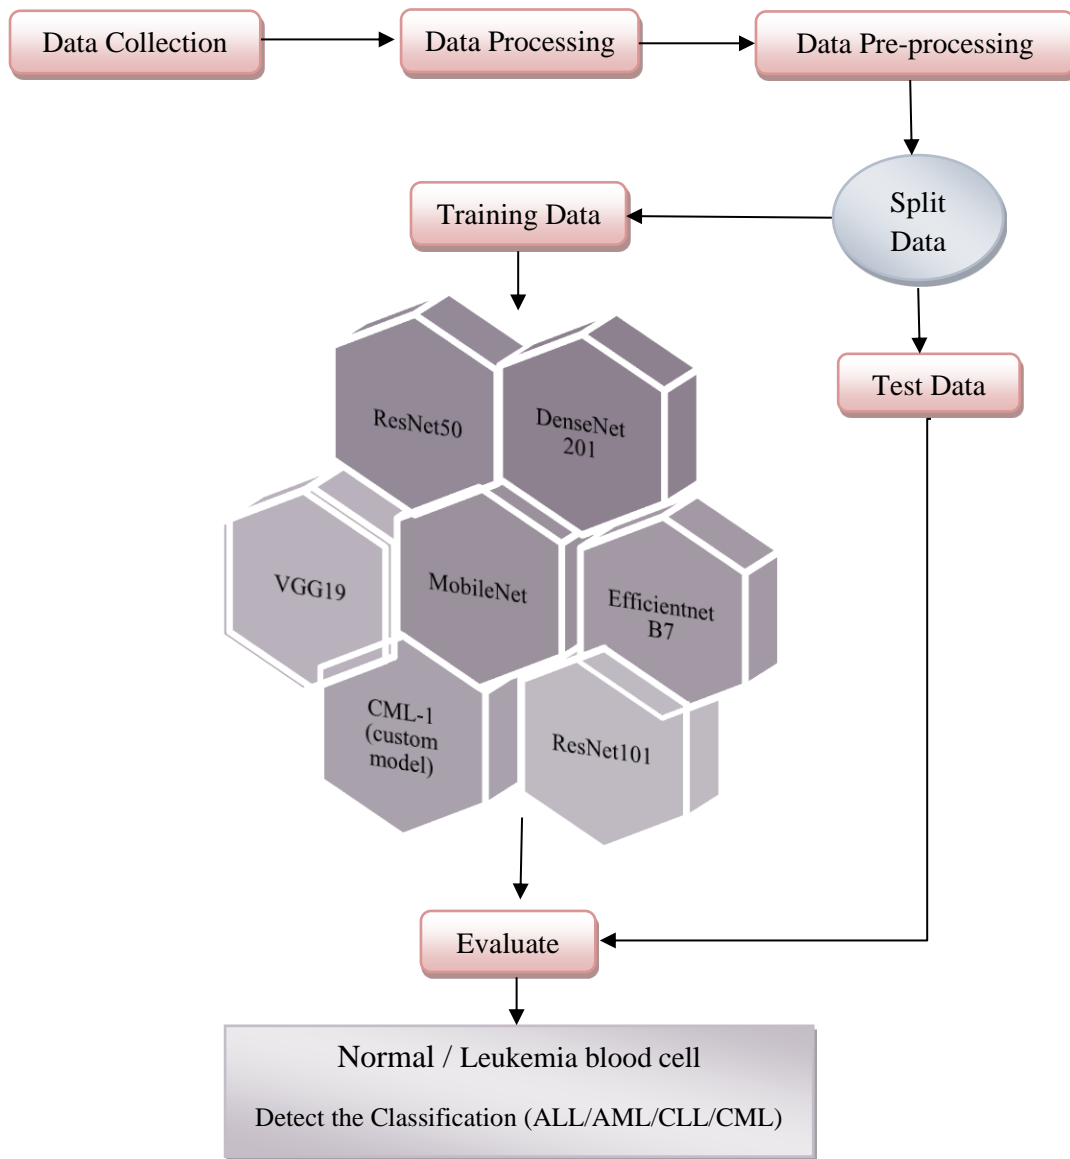 Data Collection
Data Processing
Data Pre-processing
Split
Data
Training Data
Test Data
ResNet50
DenseNet
201
VGG19
MobileNet
Efficientnet
B7
CML-1
(custom
model)
ResNet101
Evaluate
Normal / Leukemia blood cell
Detect the Classification (ALL/AML/CLL/CML)